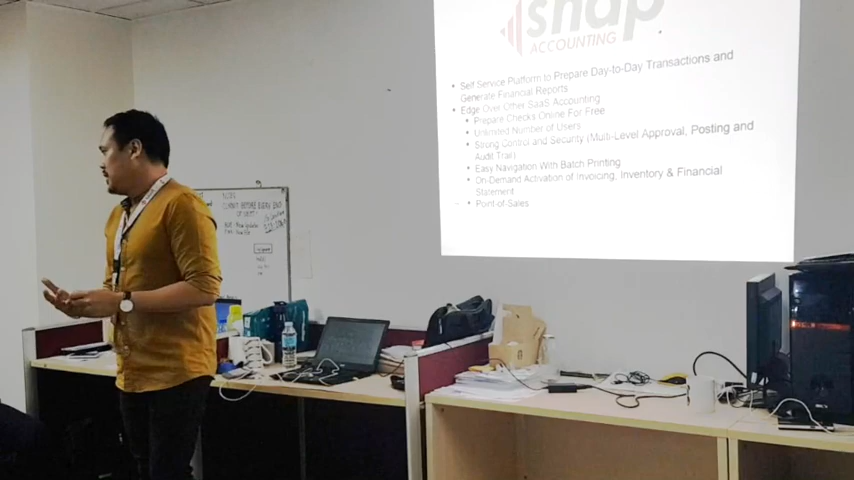 snap
ACCOUNTING
• Self Service Platform to Prepare Day-to-Day Transactions and
Generate Financial Reports
• Edge Over Other SaaS Accounting
• Prepare Checks Online For Free
• Unlimited Number of Users
• Strong Control and Security (Multi-Level Approval, Posting and
Audit Trail)
• Easy Navigation With Batch Printing
• On-Demand Activation of Invoicing, Inventory & Financial
Statement
• Point-of-Sales